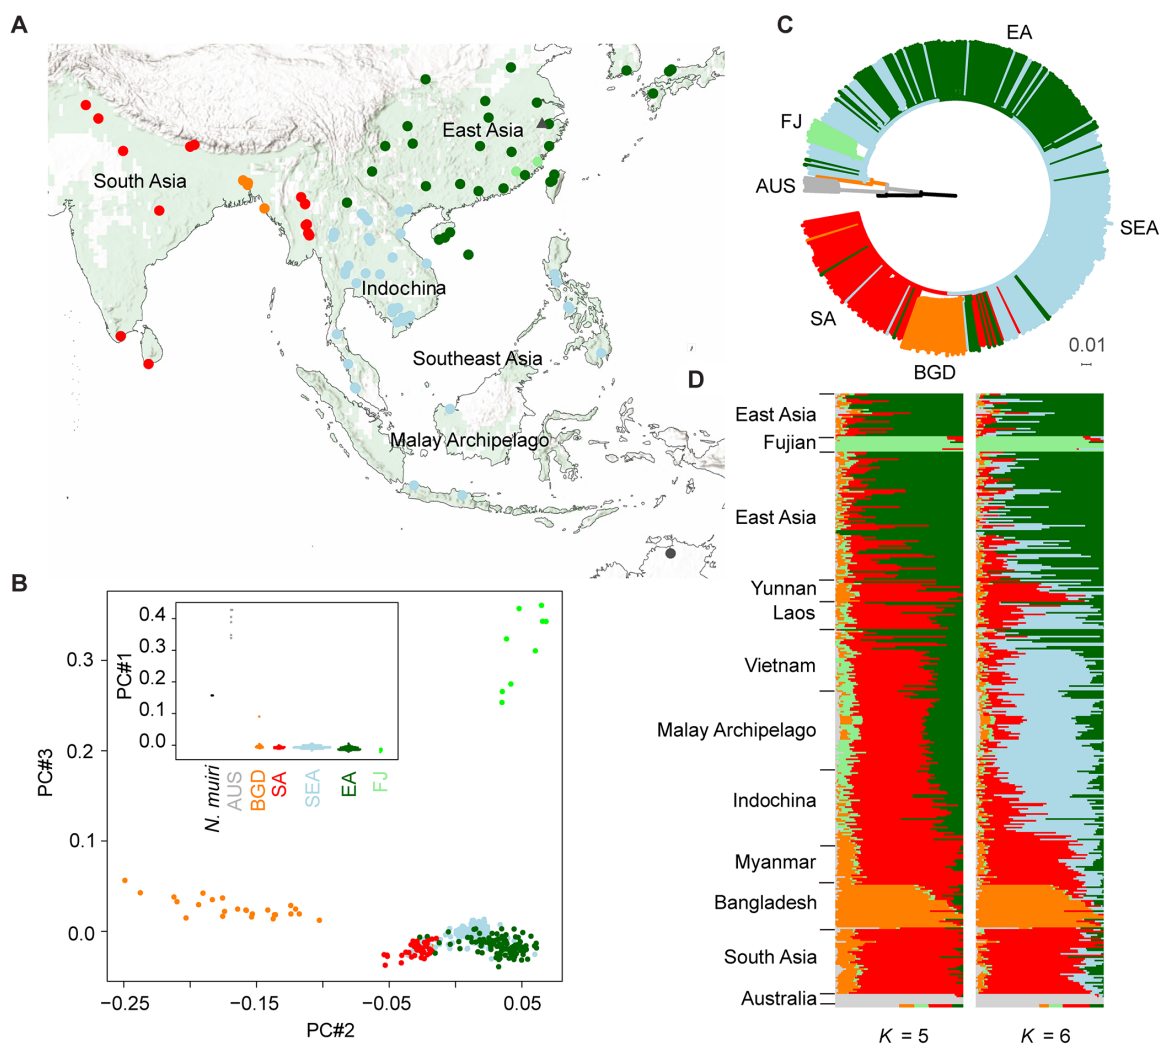 A
East Asia
South Asia
Indochina
Southeast Asia
Malay Archipelago
B
PC#3
0.3
0.2
0.1
0.0
−0.25
−0.15
−0.05
0.05
PC#2
PC#1
0.4
0.3
0.2
0.1
0.0
N. muiri
AUS
BGD
SA
SEA
EA
FJ
C
EA
FJ
AUS
SEA
SA
BGD
0.01
D
East Asia
Fujian
East Asia
Yunnan
Laos
Vietnam
Malay Archipelago
Indochina
Myanmar
Bangladesh
South Asia
Australia
K = 5
K = 6